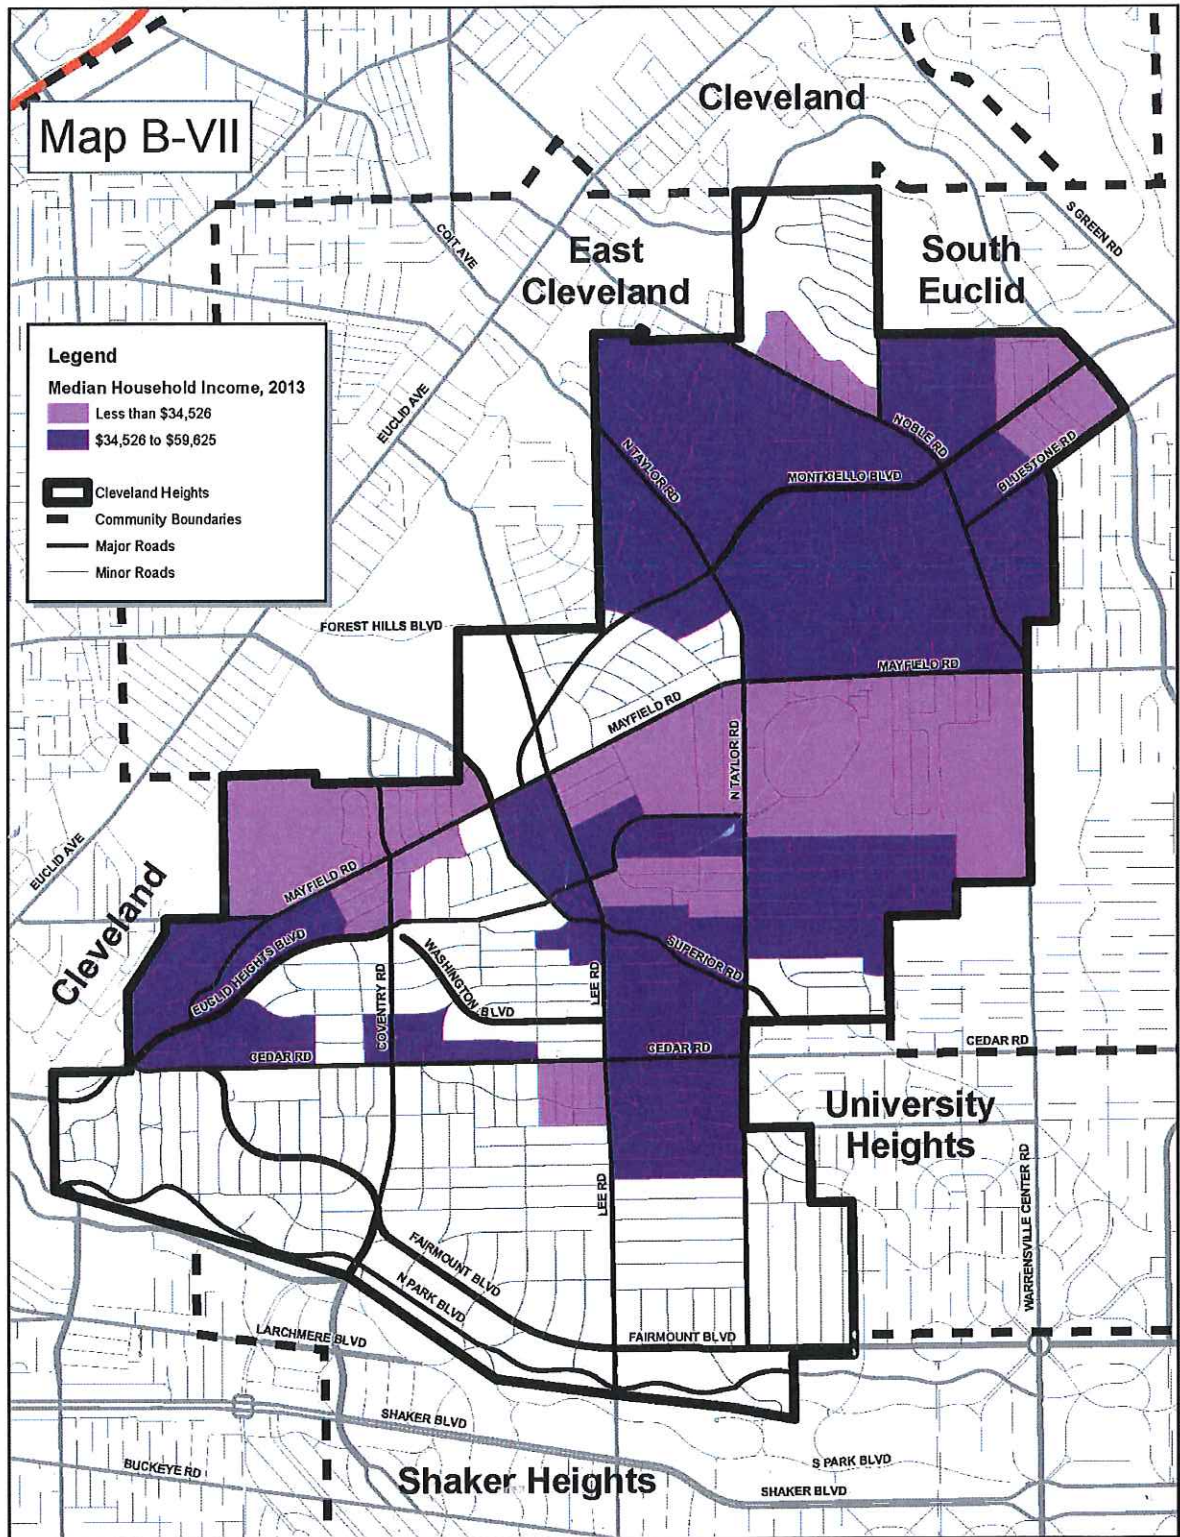 Map B-VII
Cleveland
S GREEN RD
COIT AVE
East
Cleveland
South
Euclid
Legend
Median Household Income, 2013
Less than $34,526
$34,526 to $59,625
Cleveland Heights
Community Boundaries
Major Roads
Minor Roads
EUCLID AVE
NOBLE RD
N TAYLOR RD
MONTICELLO BLVD
BLUESTONE RD
FOREST HILLS BLVD
MAYFIELD RD
MAYFIELD RD
N TAYLOR RD
EUCLID AVE
MAYFIELD RD
Cleveland
EUCLID HEIGHTS BLVD
WASHINGTON BLVD
SUPERIOR RD
LEE RD
COVENTRY RD
CEDAR RD
CEDAR RD
CEDAR RD
University
Heights
LEE RD
WARRENSVILLE CENTER RD
FAIRMOUNT BLVD
N PARK BLVD
LARCHMERE BLVD
FAIRMOUNT BLVD
SHAKER BLVD
BUCKEYE RD
Shaker Heights
S PARK BLVD
SHAKER BLVD